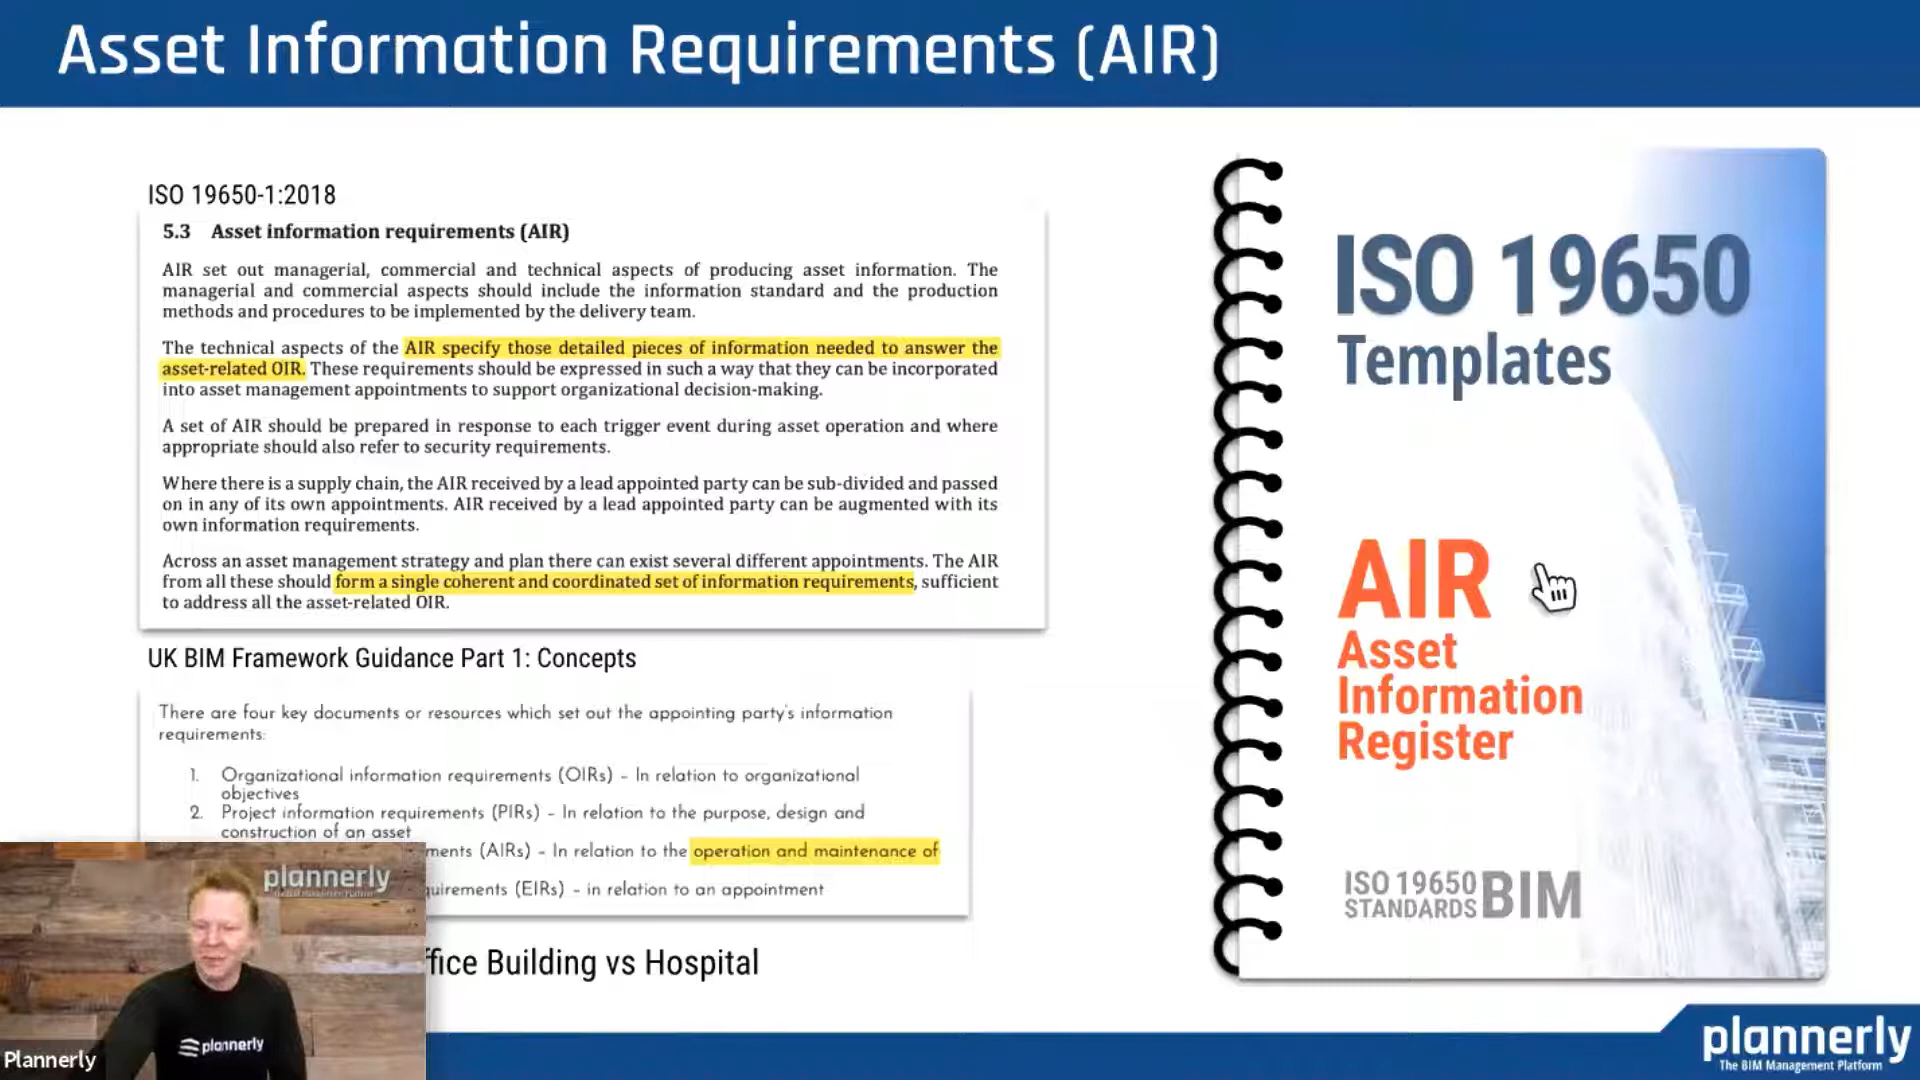 Asset Information Requirements (AIR)
ISO 19650-1:2018
5.3 Asset information requirements (AIR)
AIR set out managerial, commercial and technical aspects of producing asset information. The
managerial and commercial aspects should include the information standard and the production
methods and procedures to be implemented by the delivery team.
The technical aspects of the AIR specify those detailed pieces of information needed to answer the
asset-related OIR. These requirements should be expressed in such a way that they can be incorporated
into asset management appointments to support organizational decision-making.
A set of AIR should be prepared in response to each trigger event during asset operation and where
appropriate should also refer to security requirements.
Where there is a supply chain, the AIR received by a lead appointed party can be sub-divided and passed
on in any of its own appointments. AIR received by a lead appointed party can be augmented with its
own information requirements.
Across an asset management strategy and plan there can exist several different appointments. The AIR
from all these should form a single coherent and coordinated set of information requirements, sufficient
to address all the asset-related OIR.
UK BIM Framework Guidance Part 1: Concepts
There are four key documents or resources which set out the appointing party's information
requirements:
1. Organizational information requirements (OIRs) – In relation to organizational
objectives
2. Project information requirements (PIRs) – In relation to the purpose, design and
construction of an asset
ments (AIRs) – In relation to the operation and maintenance of
quirements (EIRs) – in relation to an appointment
ffice Building vs Hospital
ISO 19650
Templates
AIR
Asset
Information
Register
ISO 19650
STANDARDS BIM
plannerly
plannerly
Plannerly
plannerly
The BIM Management Platform